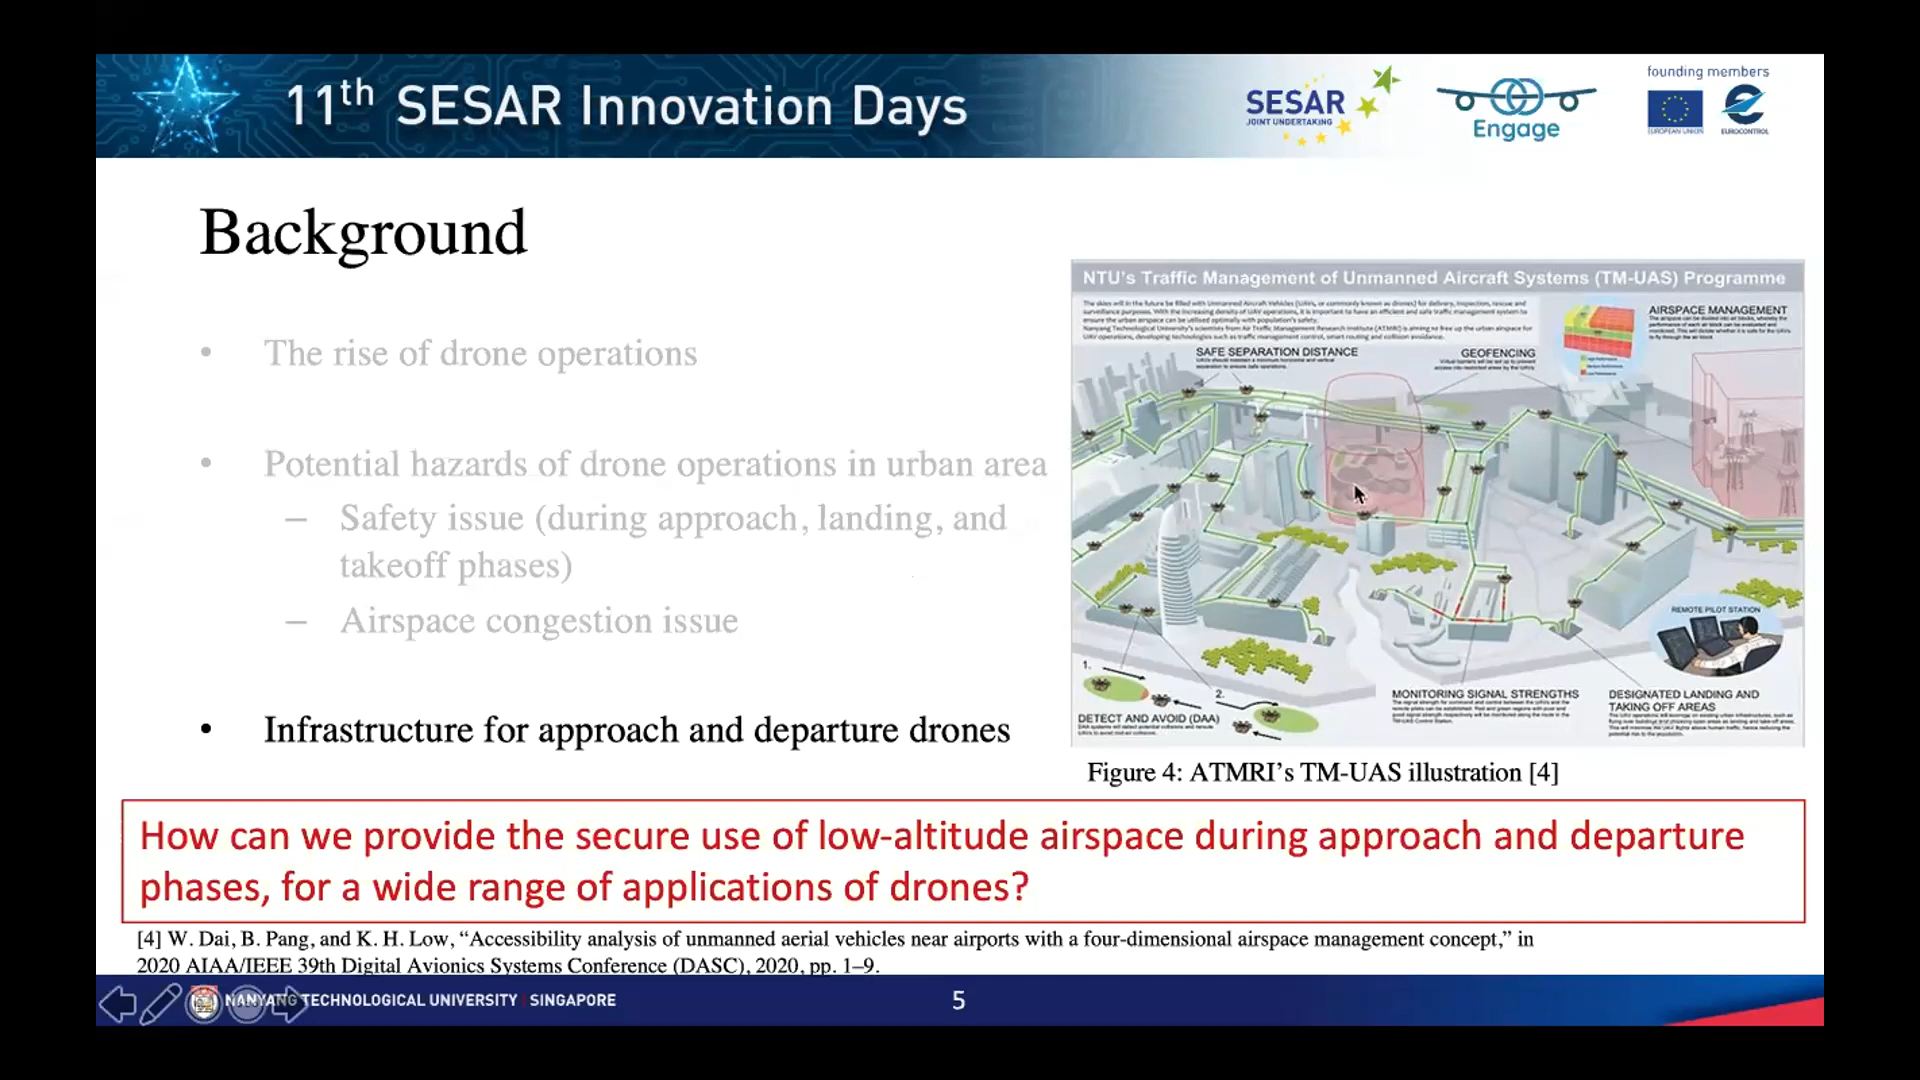 11th SESAR Innovation Days
SESAR
JOINT UNDERTAKING
Engage
founding members
EUROPEAN UNION
EUROCONTROL
Background
• The rise of drone operations
• Potential hazards of drone operations in urban area
– Safety issue (during approach, landing, and
takeoff phases)
– Airspace congestion issue
• Infrastructure for approach and departure drones
NTU's Traffic Management of Unmanned Aircraft Systems (TM-UAS) Programme
AIRSPACE MANAGEMENT
SAFE SEPARATION DISTANCE
GEOFENCING
REMOTE PILOT STATION
1.
2.
DETECT AND AVOID (DAA)
MONITORING SIGNAL STRENGTHS
DESIGNATED LANDING AND
TAKING OFF AREAS
Figure 4: ATMRI's TM-UAS illustration [4]
How can we provide the secure use of low-altitude airspace during approach and departure
phases, for a wide range of applications of drones?
[4] W. Dai, B. Pang, and K. H. Low, “Accessibility analysis of unmanned aerial vehicles near airports with a four-dimensional airspace management concept,” in
2020 AIAA/IEEE 39th Digital Avionics Systems Conference (DASC), 2020, pp. 1–9.
NANYANG TECHNOLOGICAL UNIVERSITY | SINGAPORE
5